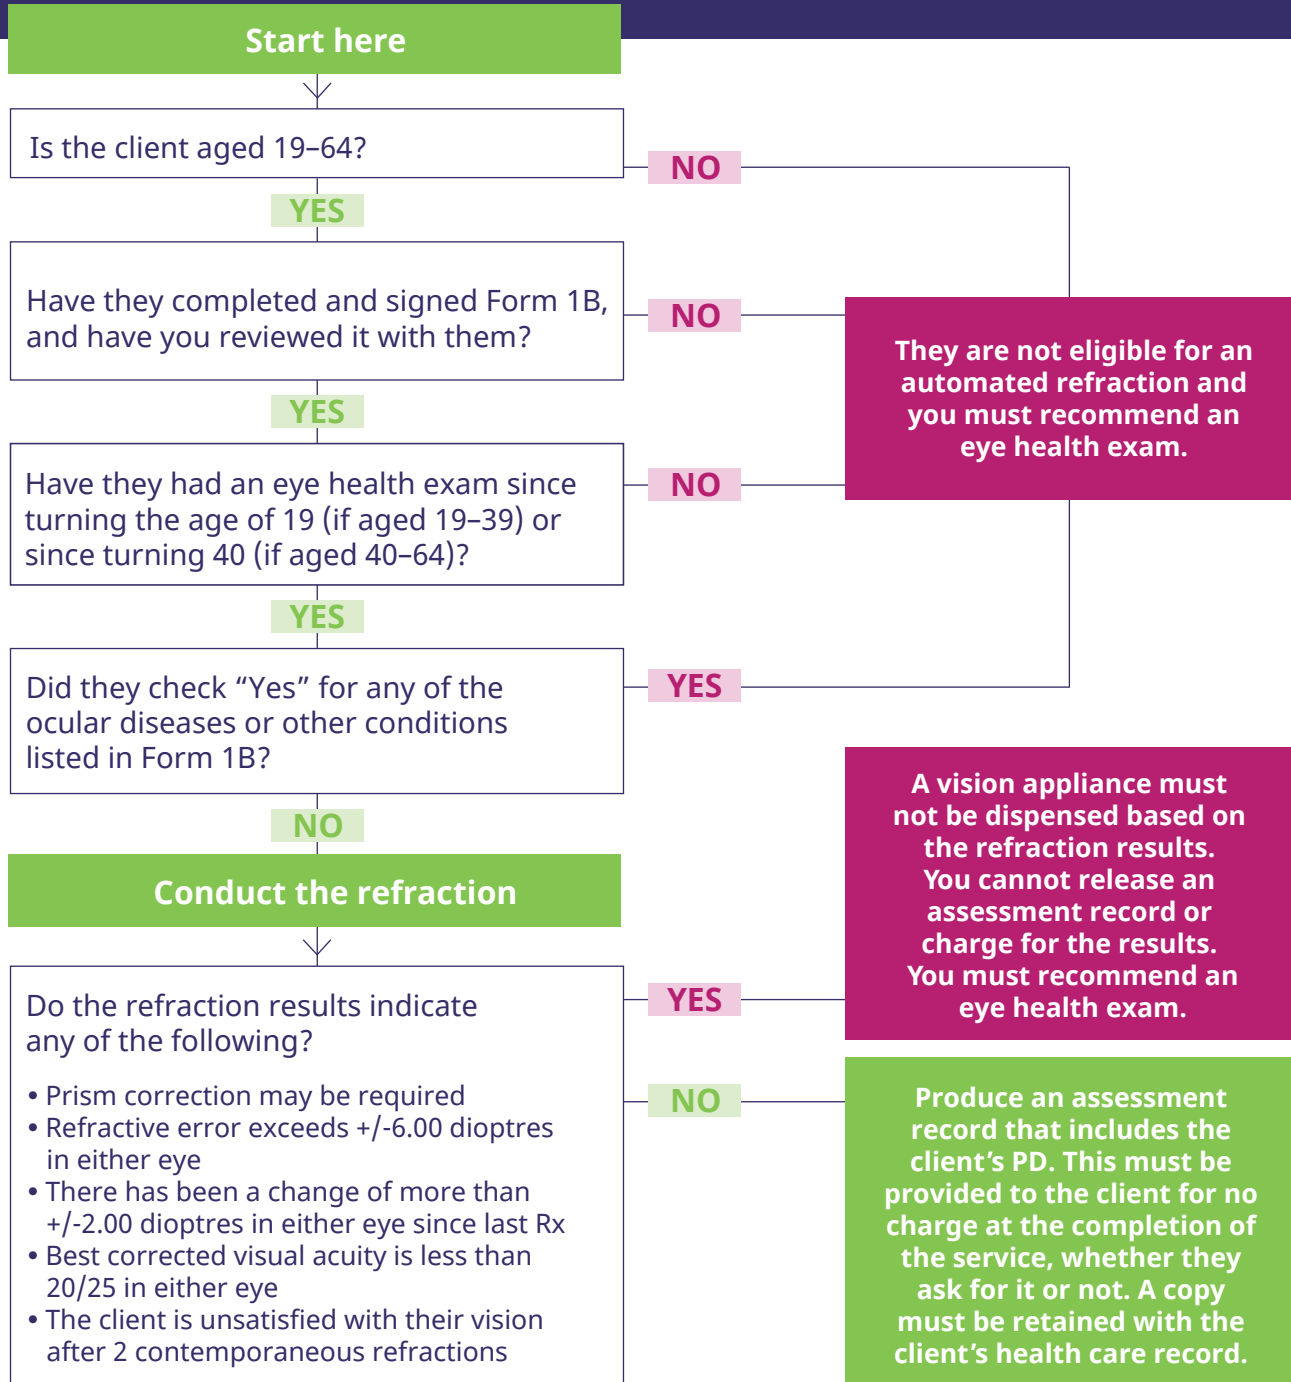 Start here
Is the client aged 19–64?
NO
YES
Have they completed and signed Form 1B,
and have you reviewed it with them?
NO
They are not eligible for an
automated refraction and
you must recommend an
eye health exam.
YES
Have they had an eye health exam since
turning the age of 19 (if aged 19–39) or
since turning 40 (if aged 40–64)?
NO
YES
Did they check “Yes” for any of the
ocular diseases or other conditions
listed in Form 1B?
YES
NO
Conduct the refraction
Do the refraction results indicate
any of the following?
• Prism correction may be required
• Refractive error exceeds +/-6.00 dioptres
in either eye
• There has been a change of more than
+/-2.00 dioptres in either eye since last Rx
• Best corrected visual acuity is less than
20/25 in either eye
• The client is unsatisfied with their vision
after 2 contemporaneous refractions
YES
A vision appliance must
not be dispensed based on
the refraction results.
You cannot release an
assessment record or
charge for the results.
You must recommend an
eye health exam.
NO
Produce an assessment
record that includes the
client’s PD. This must be
provided to the client for no
charge at the completion of
the service, whether they
ask for it or not. A copy
must be retained with the
client’s health care record.